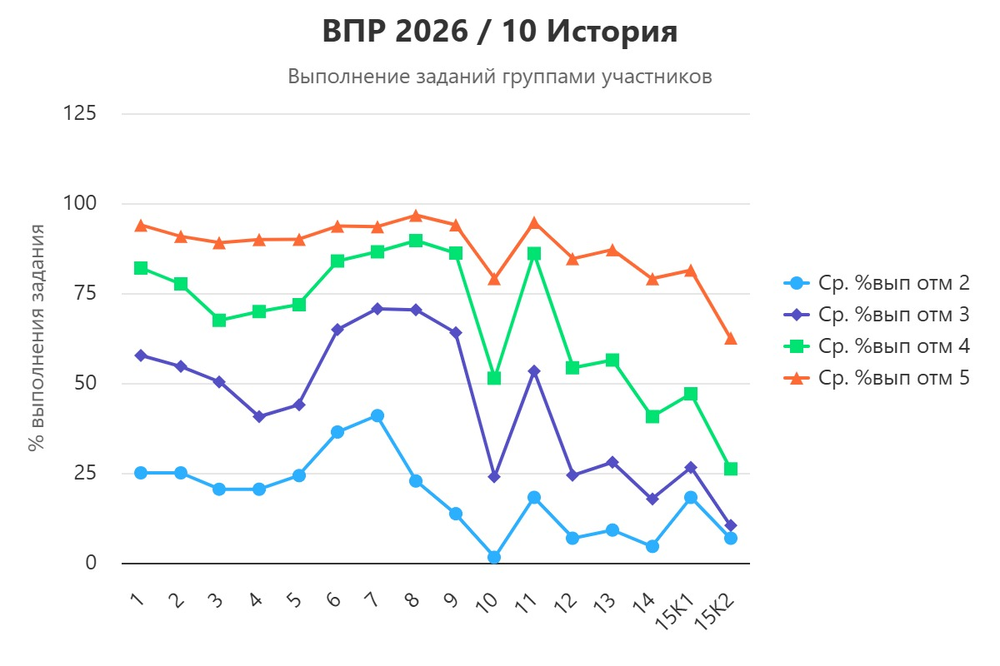 ВПР 2026 / 10 История
Выполнение заданий группами участников
% выполнения задания
125
100
75
50
25
0
1
2
3
4
5
6
7
8
9
10
11
12
13
14
15К1
15К2
Ср. %вып отм 2
Ср. %вып отм 3
Ср. %вып отм 4
Ср. %вып отм 5